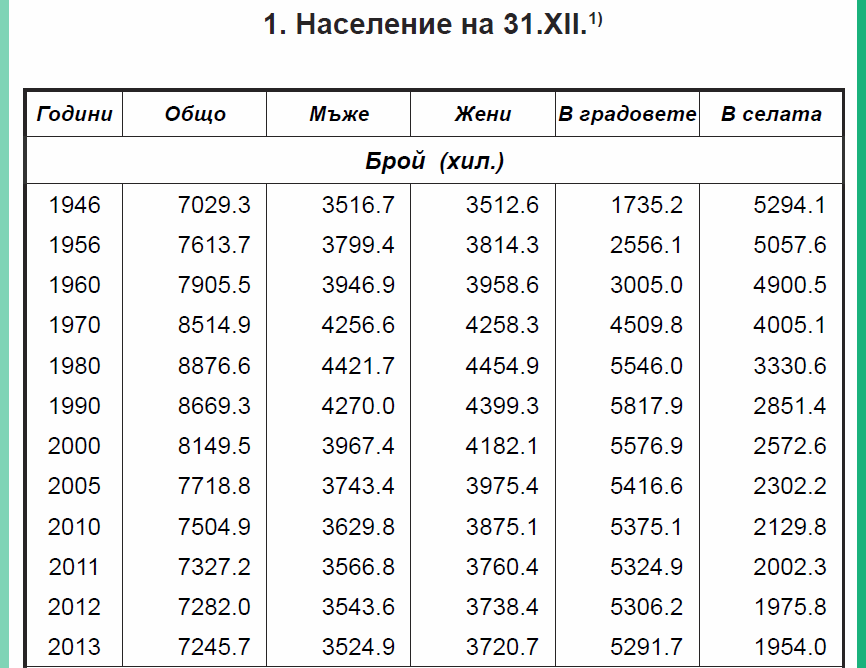 1. Население на 31.XII.¹⁾
Години Общо Мъже Жени В градовете В селата
Брой (хил.)
1946 7029.3 3516.7 3512.6 1735.2 5294.1
1956 7613.7 3799.4 3814.3 2556.1 5057.6
1960 7905.5 3946.9 3958.6 3005.0 4900.5
1970 8514.9 4256.6 4258.3 4509.8 4005.1
1980 8876.6 4421.7 4454.9 5546.0 3330.6
1990 8669.3 4270.0 4399.3 5817.9 2851.4
2000 8149.5 3967.4 4182.1 5576.9 2572.6
2005 7718.8 3743.4 3975.4 5416.6 2302.2
2010 7504.9 3629.8 3875.1 5375.1 2129.8
2011 7327.2 3566.8 3760.4 5324.9 2002.3
2012 7282.0 3543.6 3738.4 5306.2 1975.8
2013 7245.7 3524.9 3720.7 5291.7 1954.0